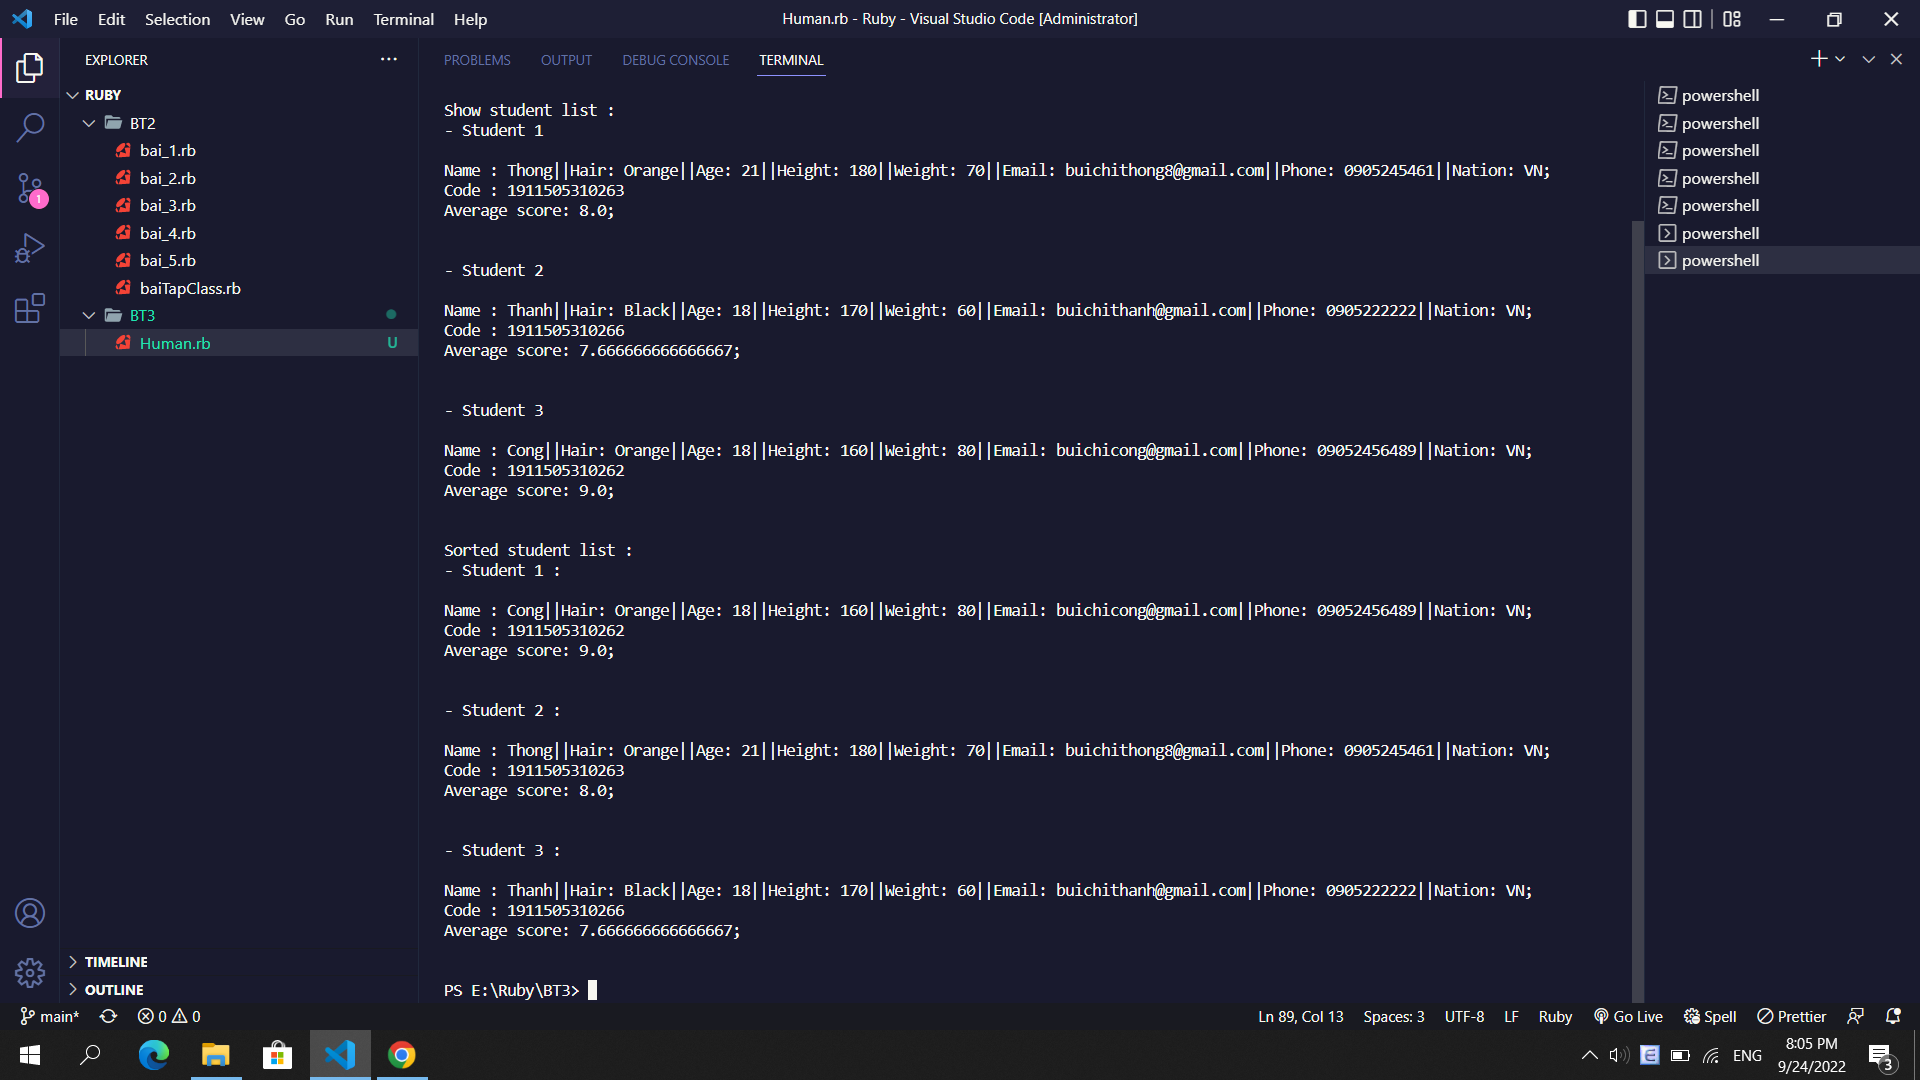 File Edit Selection View Go Run Terminal Help
Human.rb - Ruby - Visual Studio Code [Administrator]
EXPLORER
RUBY
BT2
bai_1.rb
bai_2.rb
bai_3.rb
bai_4.rb
bai_5.rb
baiTapClass.rb
BT3
Human.rb U
1
TIMELINE
OUTLINE
PROBLEMS OUTPUT DEBUG CONSOLE TERMINAL
Show student list :
- Student 1
Name : Thong||Hair: Orange||Age: 21||Height: 180||Weight: 70||Email: buichithong8@gmail.com||Phone: 0905245461||Nation: VN;
Code : 1911505310263
Average score: 8.0;
- Student 2
Name : Thanh||Hair: Black||Age: 18||Height: 170||Weight: 60||Email: buichithanh@gmail.com||Phone: 0905222222||Nation: VN;
Code : 1911505310266
Average score: 7.666666666666667;
- Student 3
Name : Cong||Hair: Orange||Age: 18||Height: 160||Weight: 80||Email: buichicong@gmail.com||Phone: 09052456489||Nation: VN;
Code : 1911505310262
Average score: 9.0;
Sorted student list :
- Student 1 :
Name : Cong||Hair: Orange||Age: 18||Height: 160||Weight: 80||Email: buichicong@gmail.com||Phone: 09052456489||Nation: VN;
Code : 1911505310262
Average score: 9.0;
- Student 2 :
Name : Thong||Hair: Orange||Age: 21||Height: 180||Weight: 70||Email: buichithong8@gmail.com||Phone: 0905245461||Nation: VN;
Code : 1911505310263
Average score: 8.0;
- Student 3 :
Name : Thanh||Hair: Black||Age: 18||Height: 170||Weight: 60||Email: buichithanh@gmail.com||Phone: 0905222222||Nation: VN;
Code : 1911505310266
Average score: 7.666666666666667;
PS E:\Ruby\BT3>
powershell
powershell
powershell
powershell
powershell
powershell
powershell
main* 0 0 Ln 89, Col 13 Spaces: 3 UTF-8 LF Ruby Go Live Spell Prettier
ENG
8:05 PM
9/24/2022
3